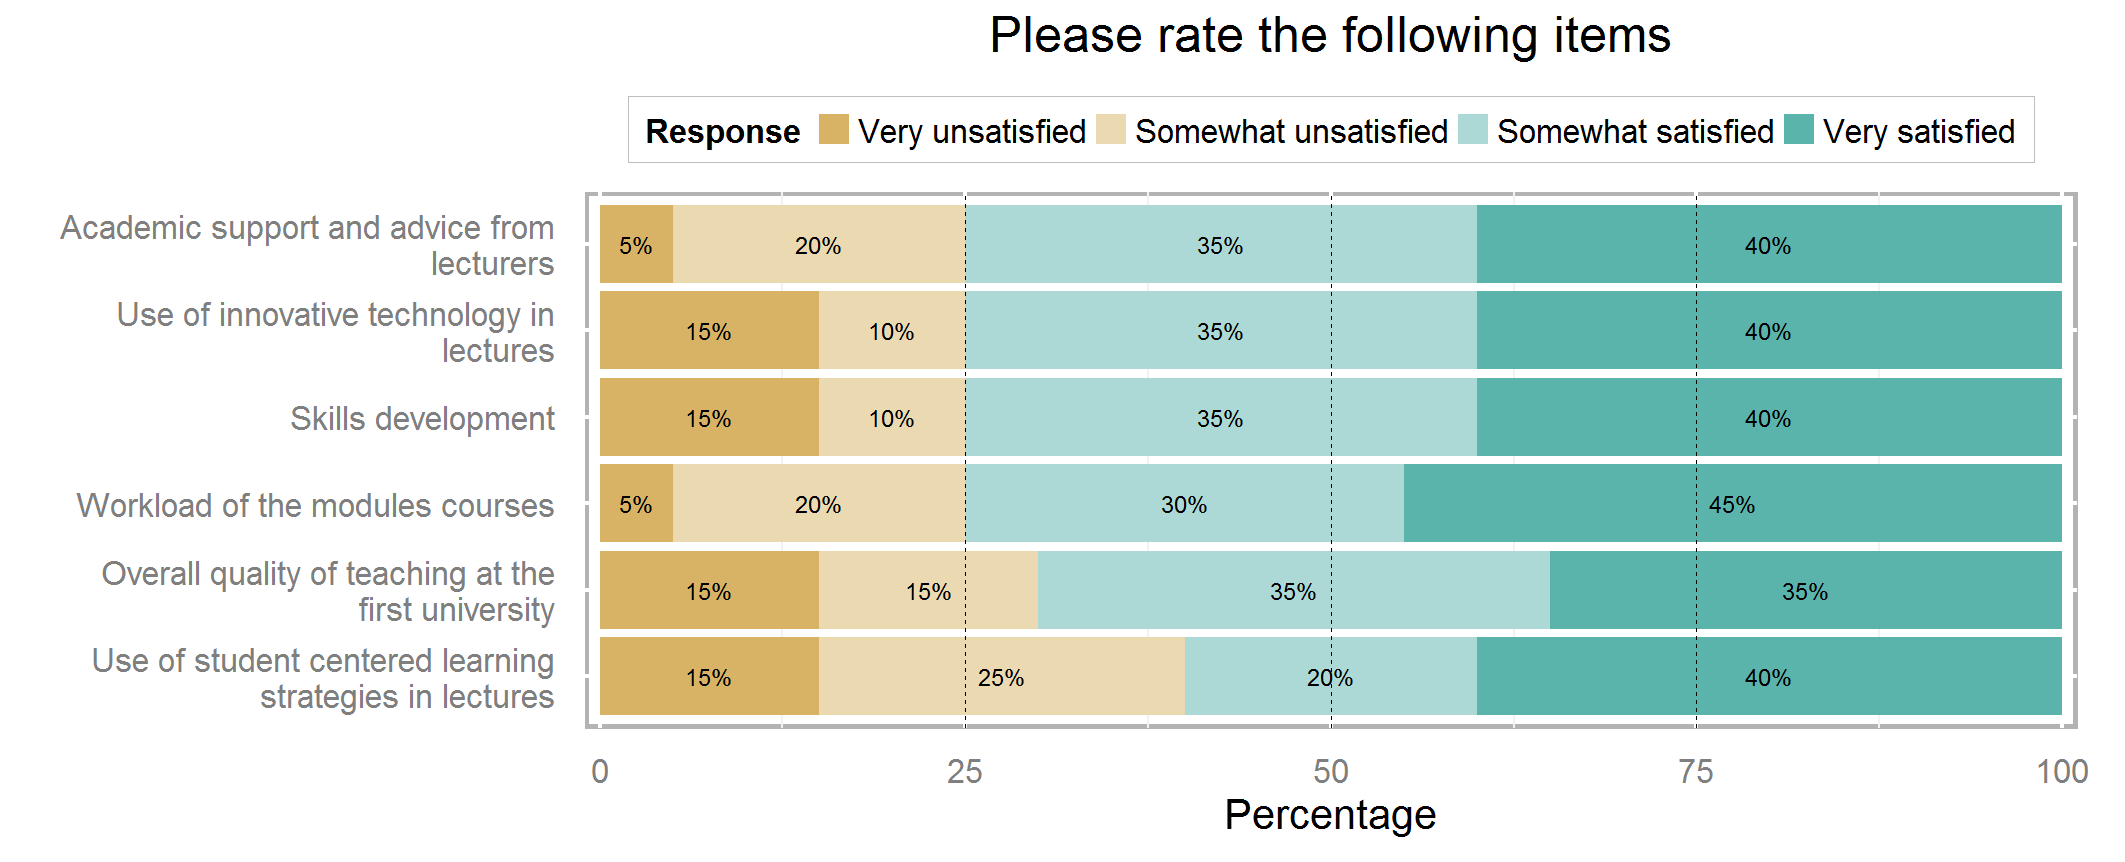 Please rate the following items
Response Very unsatisfied Somewhat unsatisfied Somewhat satisfied Very satisfied
Academic support and advice from
lecturers
5% 20% 35% 40%
Use of innovative technology in
lectures
15% 10% 35% 40%
Skills development
15% 10% 35% 40%
Workload of the modules courses
5% 20% 30% 45%
Overall quality of teaching at the
first university
15% 15% 35% 35%
Use of student centered learning
strategies in lectures
15% 25% 20% 40%
0 25 50 75 100
Percentage